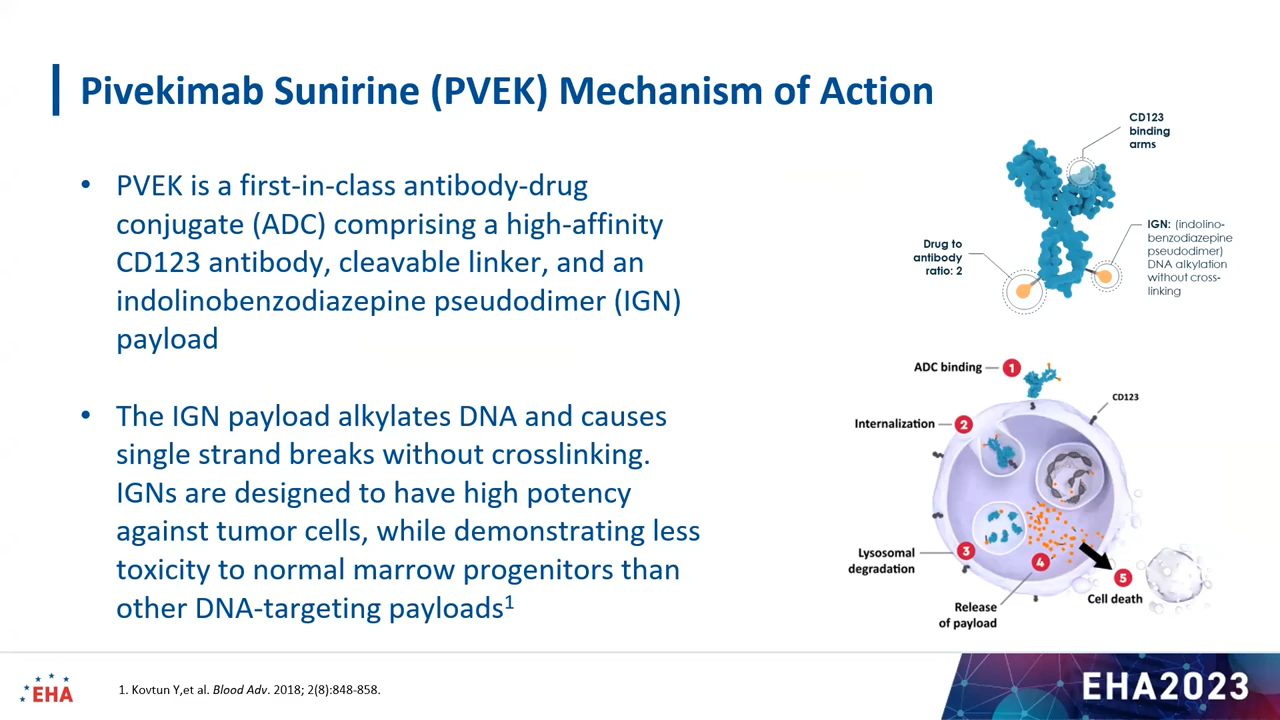 Pivekimab Sunirine (PVEK) Mechanism of Action
• PVEK is a first-in-class antibody-drug
conjugate (ADC) comprising a high-affinity
CD123 antibody, cleavable linker, and an
indolinobenzodiazepine pseudodimer (IGN)
payload
• The IGN payload alkylates DNA and causes
single strand breaks without crosslinking.
IGNs are designed to have high potency
against tumor cells, while demonstrating less
toxicity to normal marrow progenitors than
other DNA-targeting payloads1
CD123
binding
arms
Drug to
antibody
ratio: 2
IGN: (indolino-
benzodiazepine
pseudodimer)
DNA alkylation
without cross-
linking
ADC binding
1
CD123
Internalization
2
Lysosomal
degradation
3
4
Release
of payload
5
Cell death
EHA
1. Kovtun Y,et al. Blood Adv. 2018; 2(8):848-858.
EHA2023